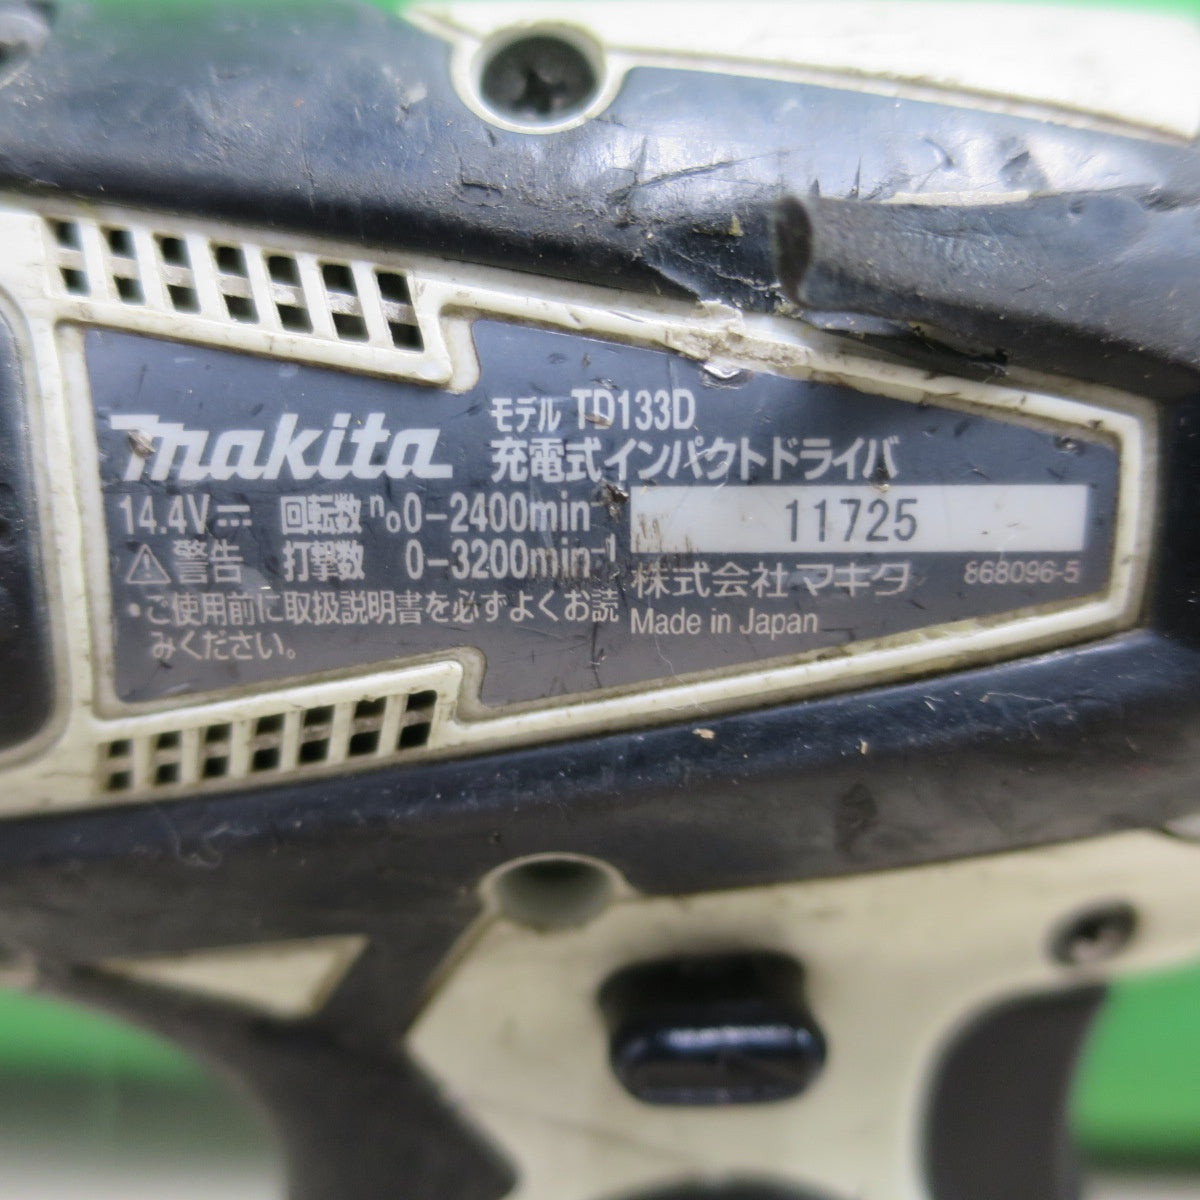 makita
モデル TD133D
充電式インパクトドライバ
14.4V⎓ 回転数 n₀0-2400min⁻
11725
⚠警告 打撃数 0-3200min⁻¹
株式会社マキタ 868096-5
・ご使用前に取扱説明書を必ずよくお読
みください。
Made in Japan